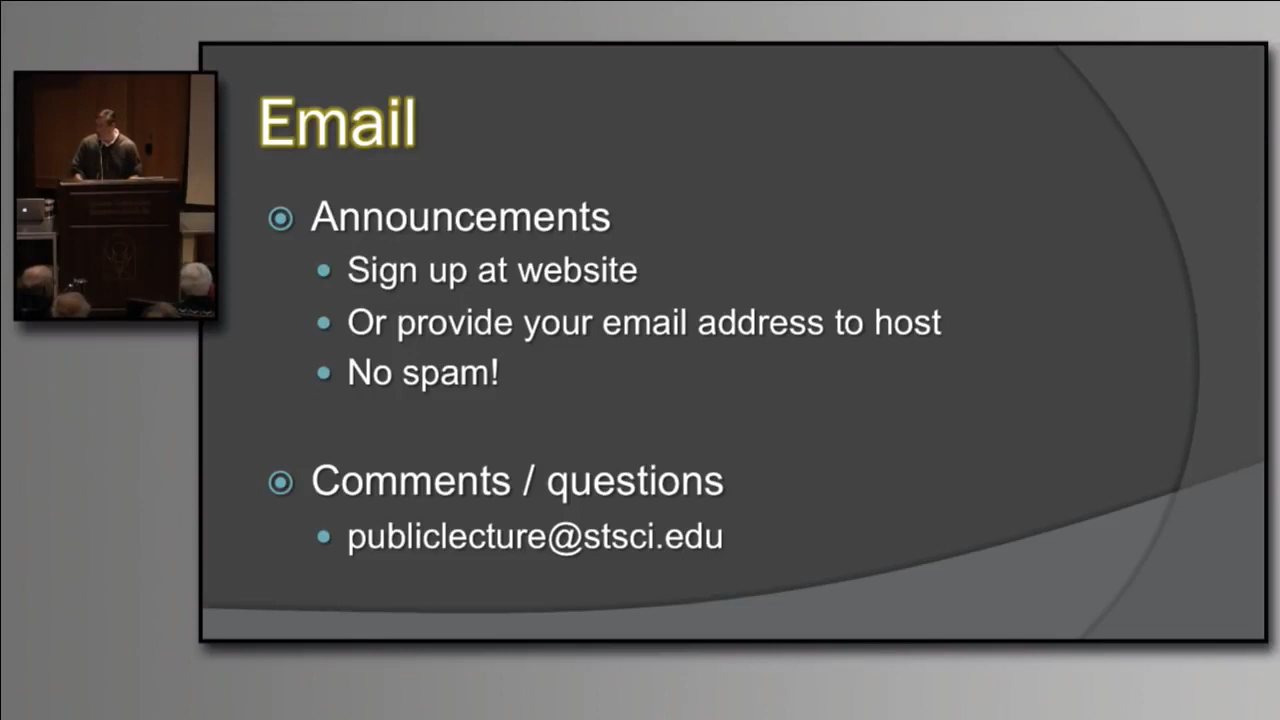 Email
Announcements
Sign up at website
Or provide your email address to host
No spam!
Comments / questions
publiclecture@stsci.edu